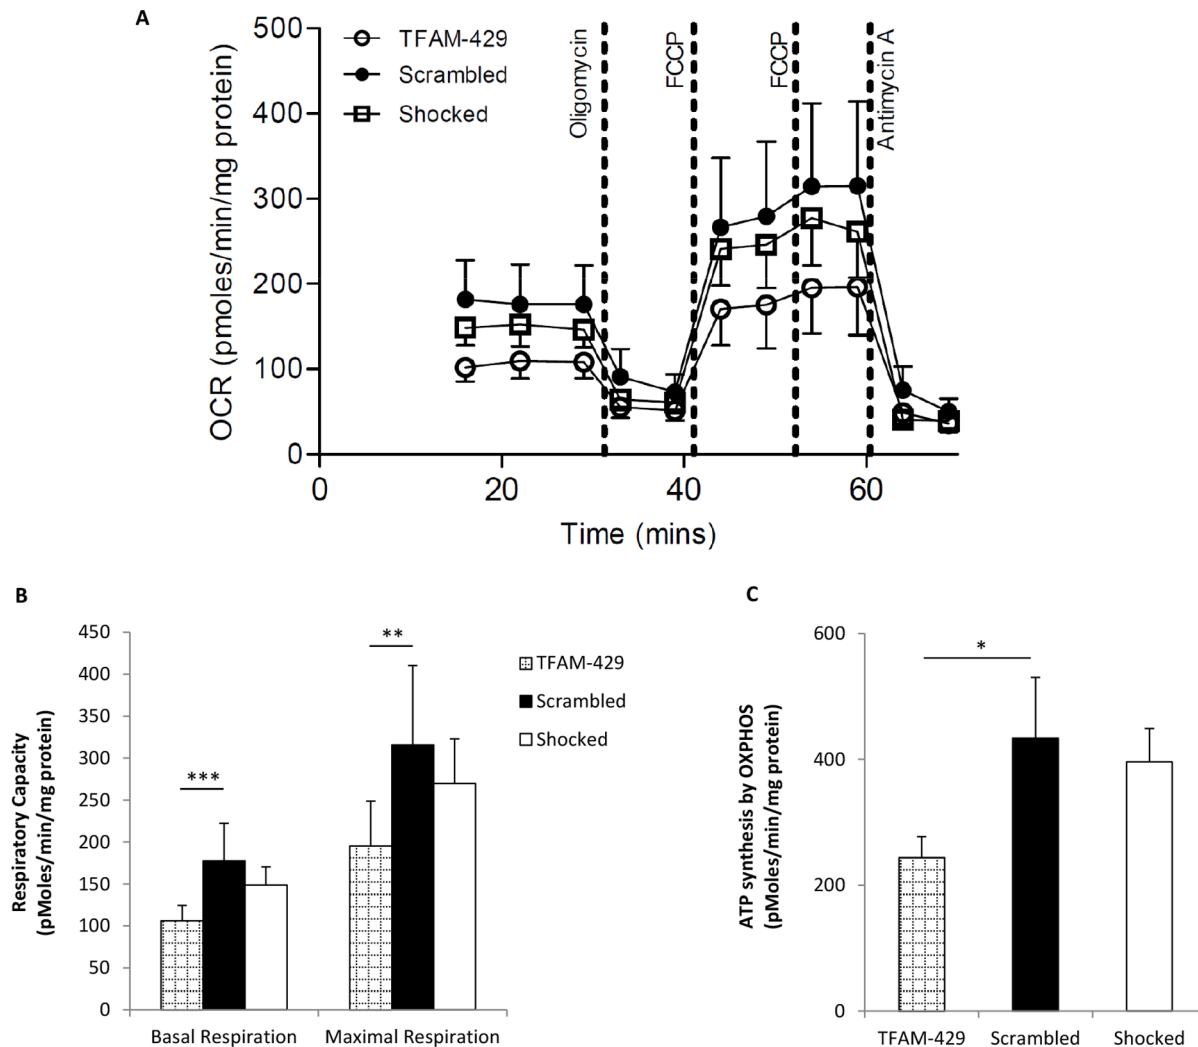 A
500
400
300
200
100
0
OCR (pmoles/min/mg protein)
TFAM-429
Scrambled
Shocked
Oligomycin
FCCP
FCCP
Antimycin A
0
20
40
60
Time (mins)
B
450
400
350
300
250
200
150
100
50
0
Respiratory Capacity
(pMoles/min/mg protein)
***
**
TFAM-429
Scrambled
Shocked
Basal Respiration
Maximal Respiration
C
600
400
200
0
ATP synthesis by OXPHOS
(pMoles/min/mg protein)
*
TFAM-429
Scrambled
Shocked